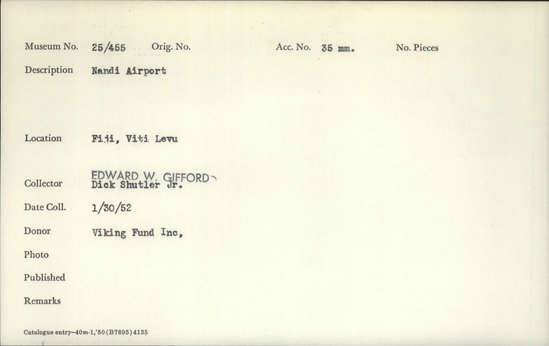 Museum No. 25/455 Orig. No. Acc. No. 35 mm. No. Pieces
Description Nandi Airport
Location Fiji, Viti Levu
EDWARD W. GIFFORD
Collector Dick Shutler Jr.
Date Coll. 1/30/52
Donor Viking Fund Inc,
Photo
Published
Remarks
Catalogue entry—40m-1,'50(B7895)4135